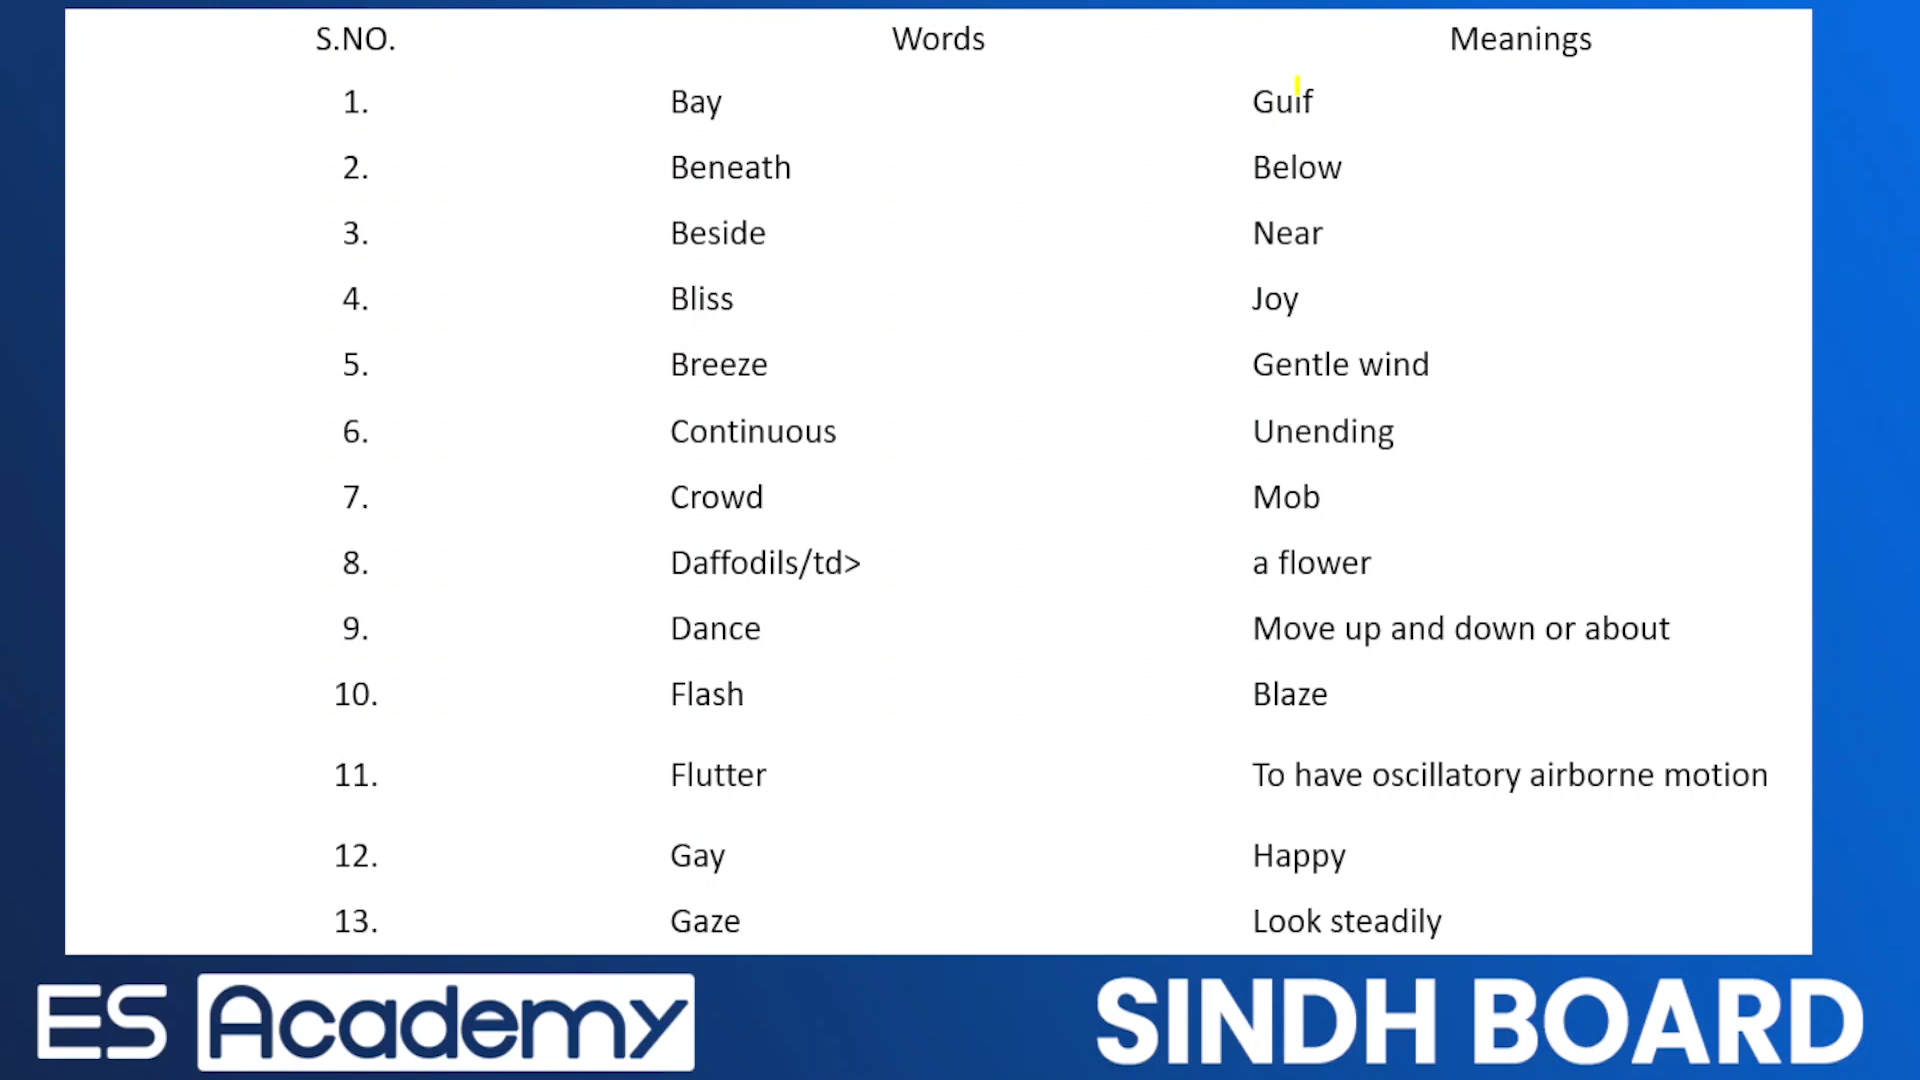 S.NO. Words Meanings
1. Bay Gulf
2. Beneath Below
3. Beside Near
4. Bliss Joy
5. Breeze Gentle wind
6. Continuous Unending
7. Crowd Mob
8. Daffodils/td> a flower
9. Dance Move up and down or about
10. Flash Blaze
11. Flutter To have oscillatory airborne motion
12. Gay Happy
13. Gaze Look steadily
ES Academy SINDH BOARD